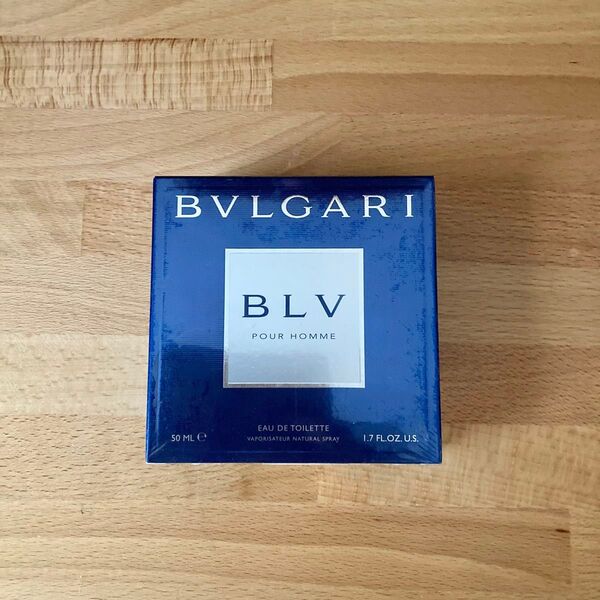 BVLGARI
BLV
POUR HOMME
EAU DE TOILETTE
50 ML ℮ VAPORISATEUR NATURAL SPRAY 1.7 FL.OZ. U.S.